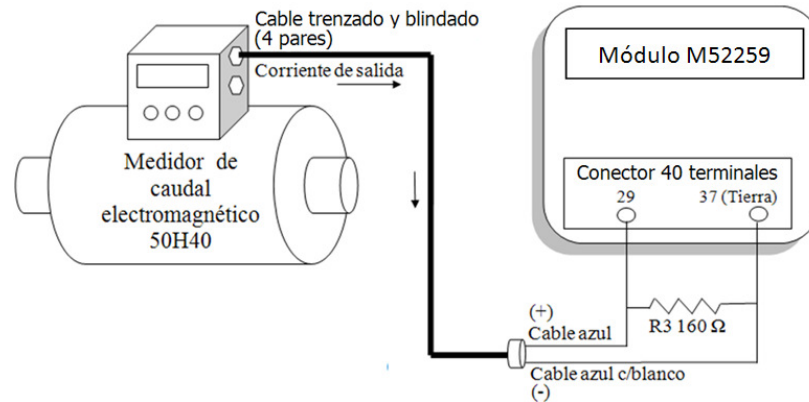 Cable trenzado y blindado
(4 pares)
Corriente de salida
Medidor de
caudal
electromagnético
50H40
Módulo M52259
Conector 40 terminales
29
37 (Tierra)
R3 160 Ω
(+)
Cable azul
Cable azul c/blanco
(-)